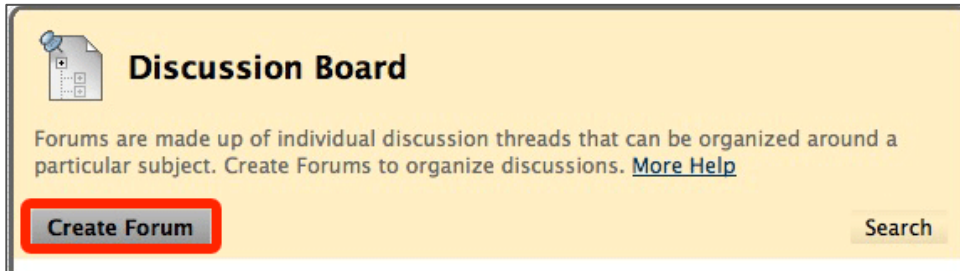 Discussion Board
Forums are made up of individual discussion threads that can be organized around a
particular subject. Create Forums to organize discussions. More Help
Create Forum
Search